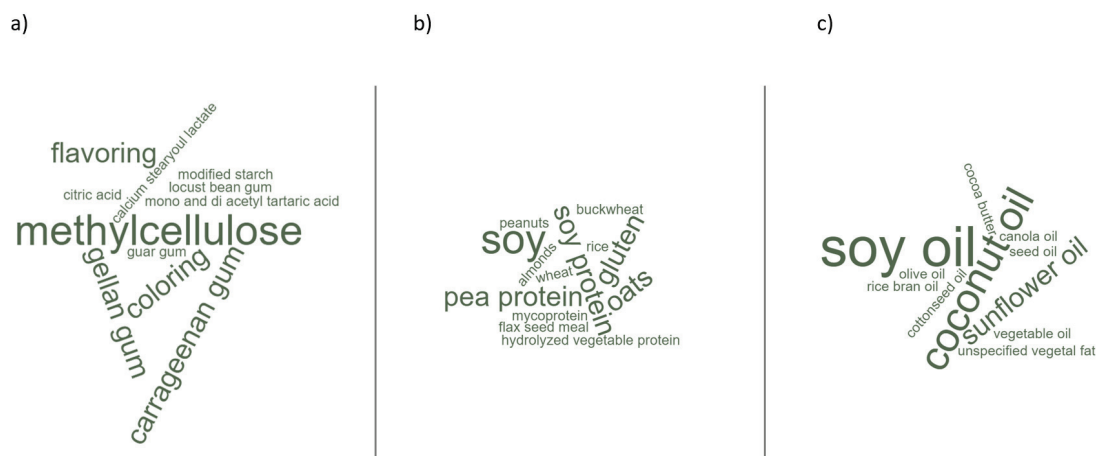 a)
b)
c)
calcium stearyoul lactate
flavoring
modified starch
locust bean gum
citric acid
mono and di acetyl tartaric acid
methylcellulose
guar gum
gellan gum
coloring
carrageenan gum
peanuts
buckwheat
soy
soy protein
rice
gluten
almonds
wheat
oats
pea protein
mycoprotein
flax seed meal
hydrolyzed vegetable protein
cocoa butter
coconut oil
soy oil
canola oil
seed oil
olive oil
rice bran oil
cottonseed oil
sunflower oil
vegetable oil
unspecified vegetal fat